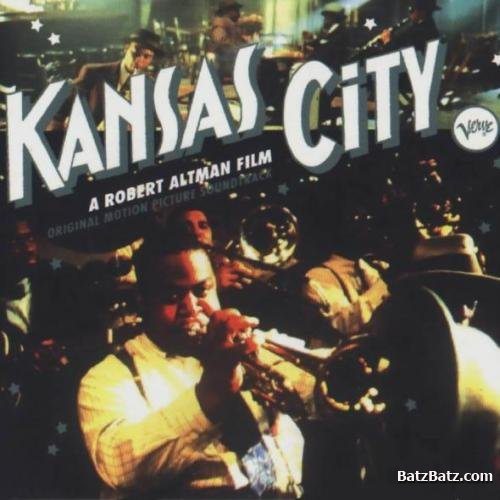 KANSAS CiTY
Verve
A ROBERT ALTMAN FILM
ORIGINAL MOTION PICTURE SOUNDTRACK
BatzBatz.com